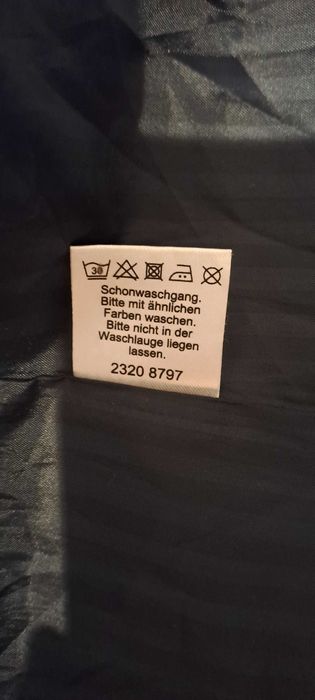 30
Schonwaschgang.
Bitte mit ähnlichen
Farben waschen.
Bitte nicht in der
Waschlauge liegen
lassen.
2320 8797